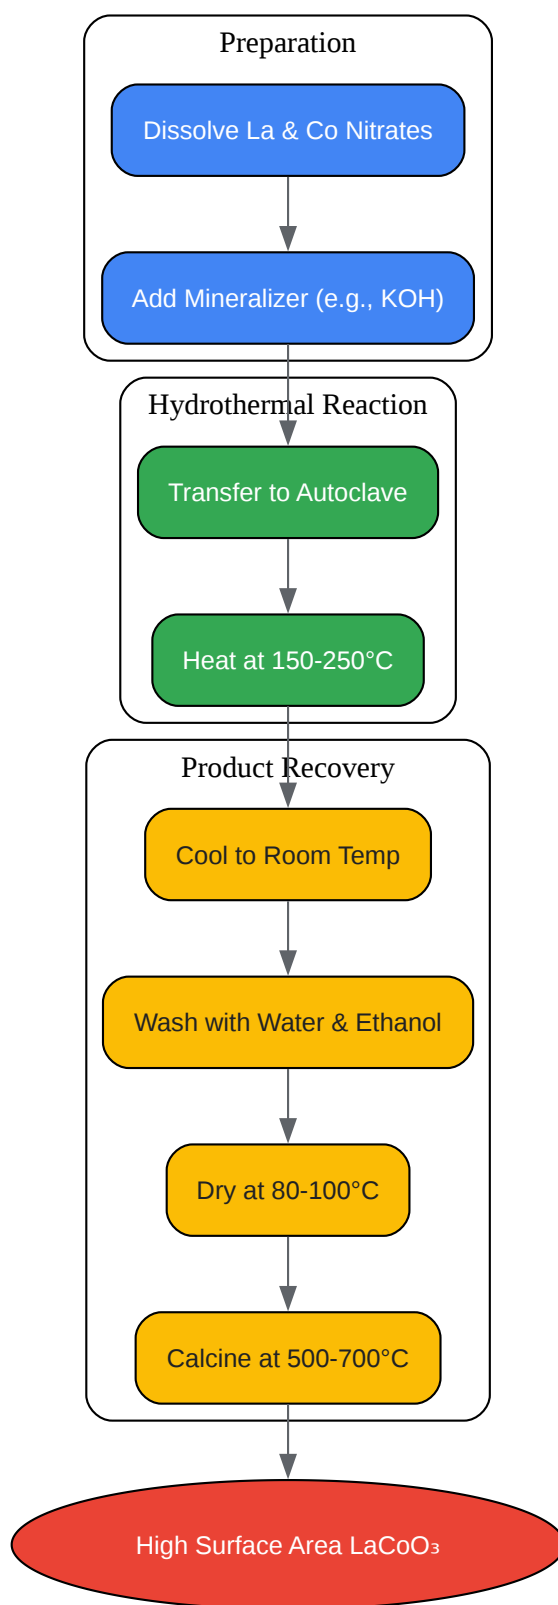 Preparation
Dissolve La & Co Nitrates
Add Mineralizer (e.g., KOH)
Hydrothermal Reaction
Transfer to Autoclave
Heat at 150-250°C
Product Recovery
Cool to Room Temp
Wash with Water & Ethanol
Dry at 80-100°C
Calcine at 500-700°C
High Surface Area LaCoO₃